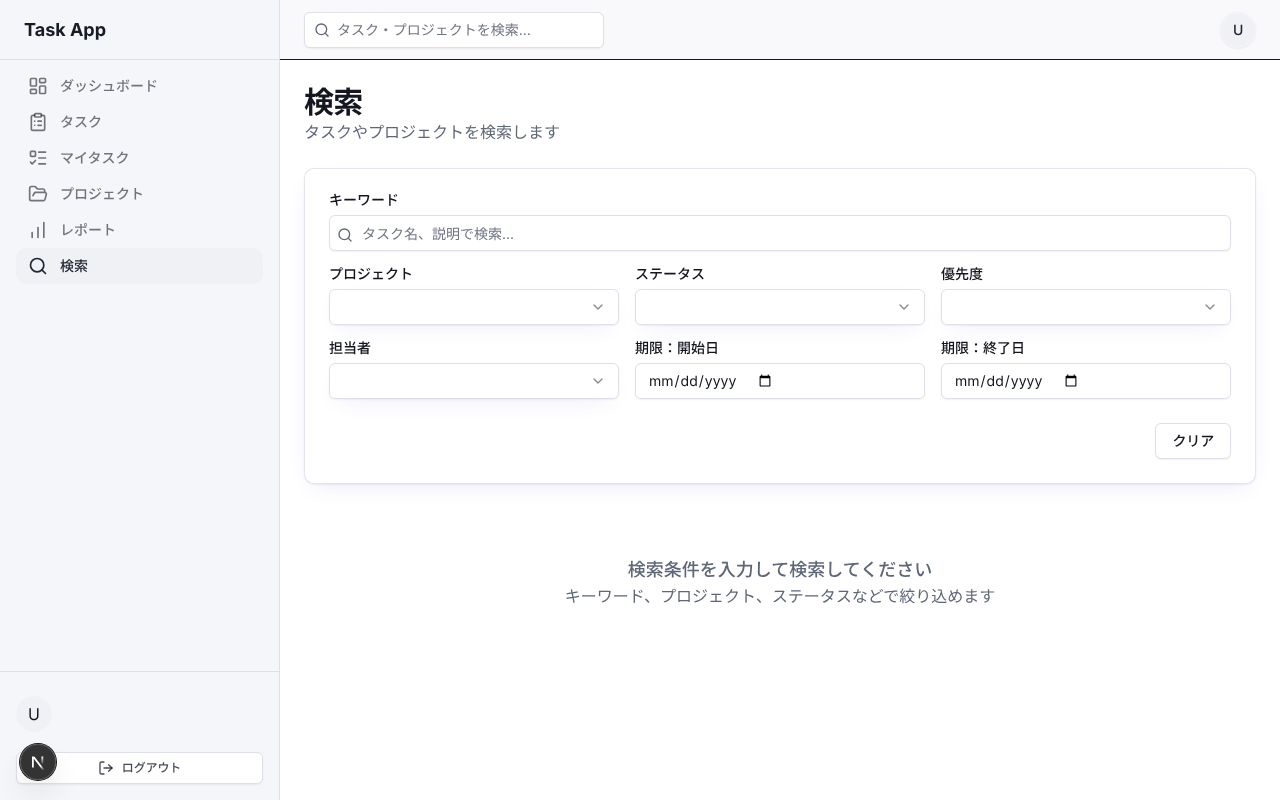 Task App
タスク・プロジェクトを検索...
U
ダッシュボード
タスク
マイタスク
プロジェクト
レポート
検索
検索
タスクやプロジェクトを検索します
キーワード
タスク名、説明で検索...
プロジェクト
ステータス
優先度
担当者
期限：開始日
期限：終了日
mm/dd/yyyy
mm/dd/yyyy
クリア
検索条件を入力して検索してください
キーワード、プロジェクト、ステータスなどで絞り込めます
U
N
ログアウト